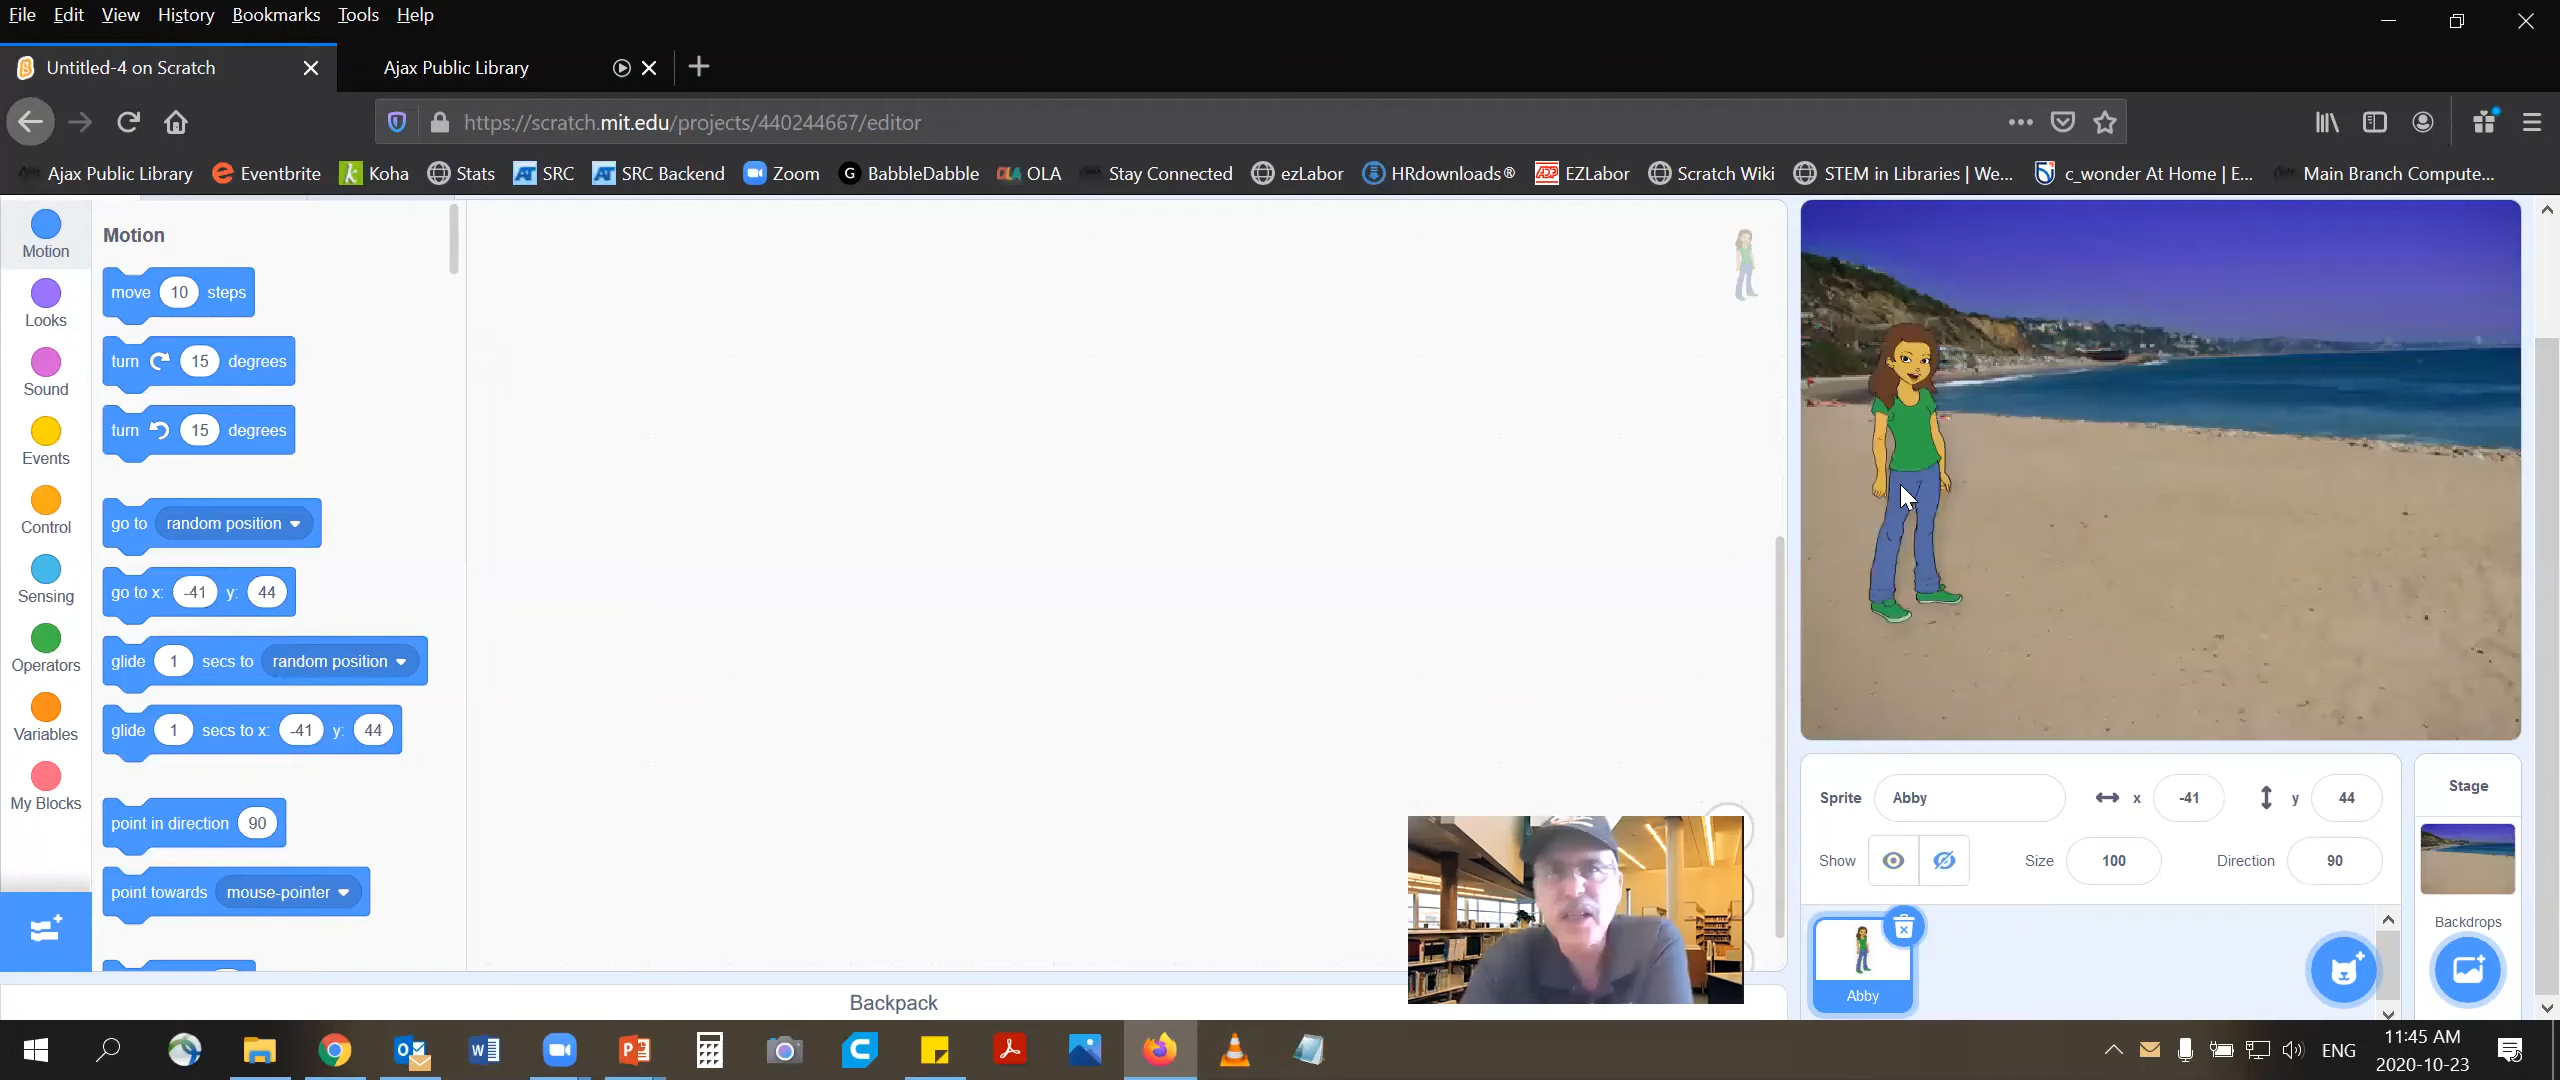 File Edit View History Bookmarks Tools Help
Untitled-4 on Scratch
Ajax Public Library
https://scratch.mit.edu/projects/440244667/editor
Ajax Public Library Eventbrite Koha Stats SRC SRC Backend Zoom BabbleDabble OLA Stay Connected ezLabor HRdownloads® EZLabor Scratch Wiki STEM in Libraries | We... c_wonder At Home | E... Main Branch Compute...
Motion
Looks
Sound
Events
Control
Sensing
Operators
Variables
My Blocks
Motion
move 10 steps
turn 15 degrees
turn 15 degrees
go to random position
go to x: -41 y: 44
glide 1 secs to random position
glide 1 secs to x: -41 y: 44
point in direction 90
point towards mouse-pointer
Backpack
Sprite Abby x -41 y 44
Show Size 100 Direction 90
Abby
Stage
Backdrops
ENG
11:45 AM
2020-10-23